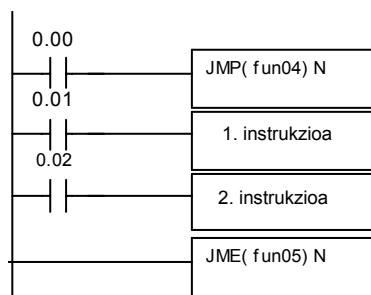 0.00
JMP( fun04) N
0.01
1. instrukzioa
0.02
2. instrukzioa
JME( fun05) N